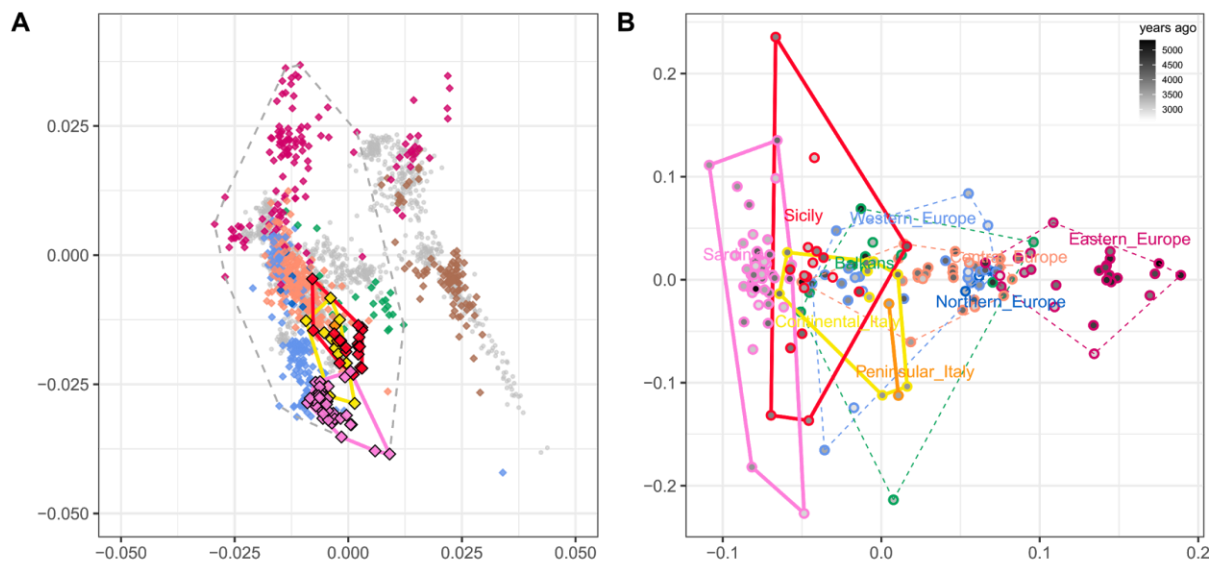 A
0.025
0.000
−0.025
−0.050
−0.050
−0.025
0.000
0.025
0.050
B
years ago
5000
4500
4000
3000
0.2
0.1
0.0
−0.1
−0.2
Sicily
Western_Europe
Eastern_Europe
Balkans
Central_Europe
Northern_Europe
Continental_Italy
Peninsular_Italy
−0.1
0.0
0.1
0.2